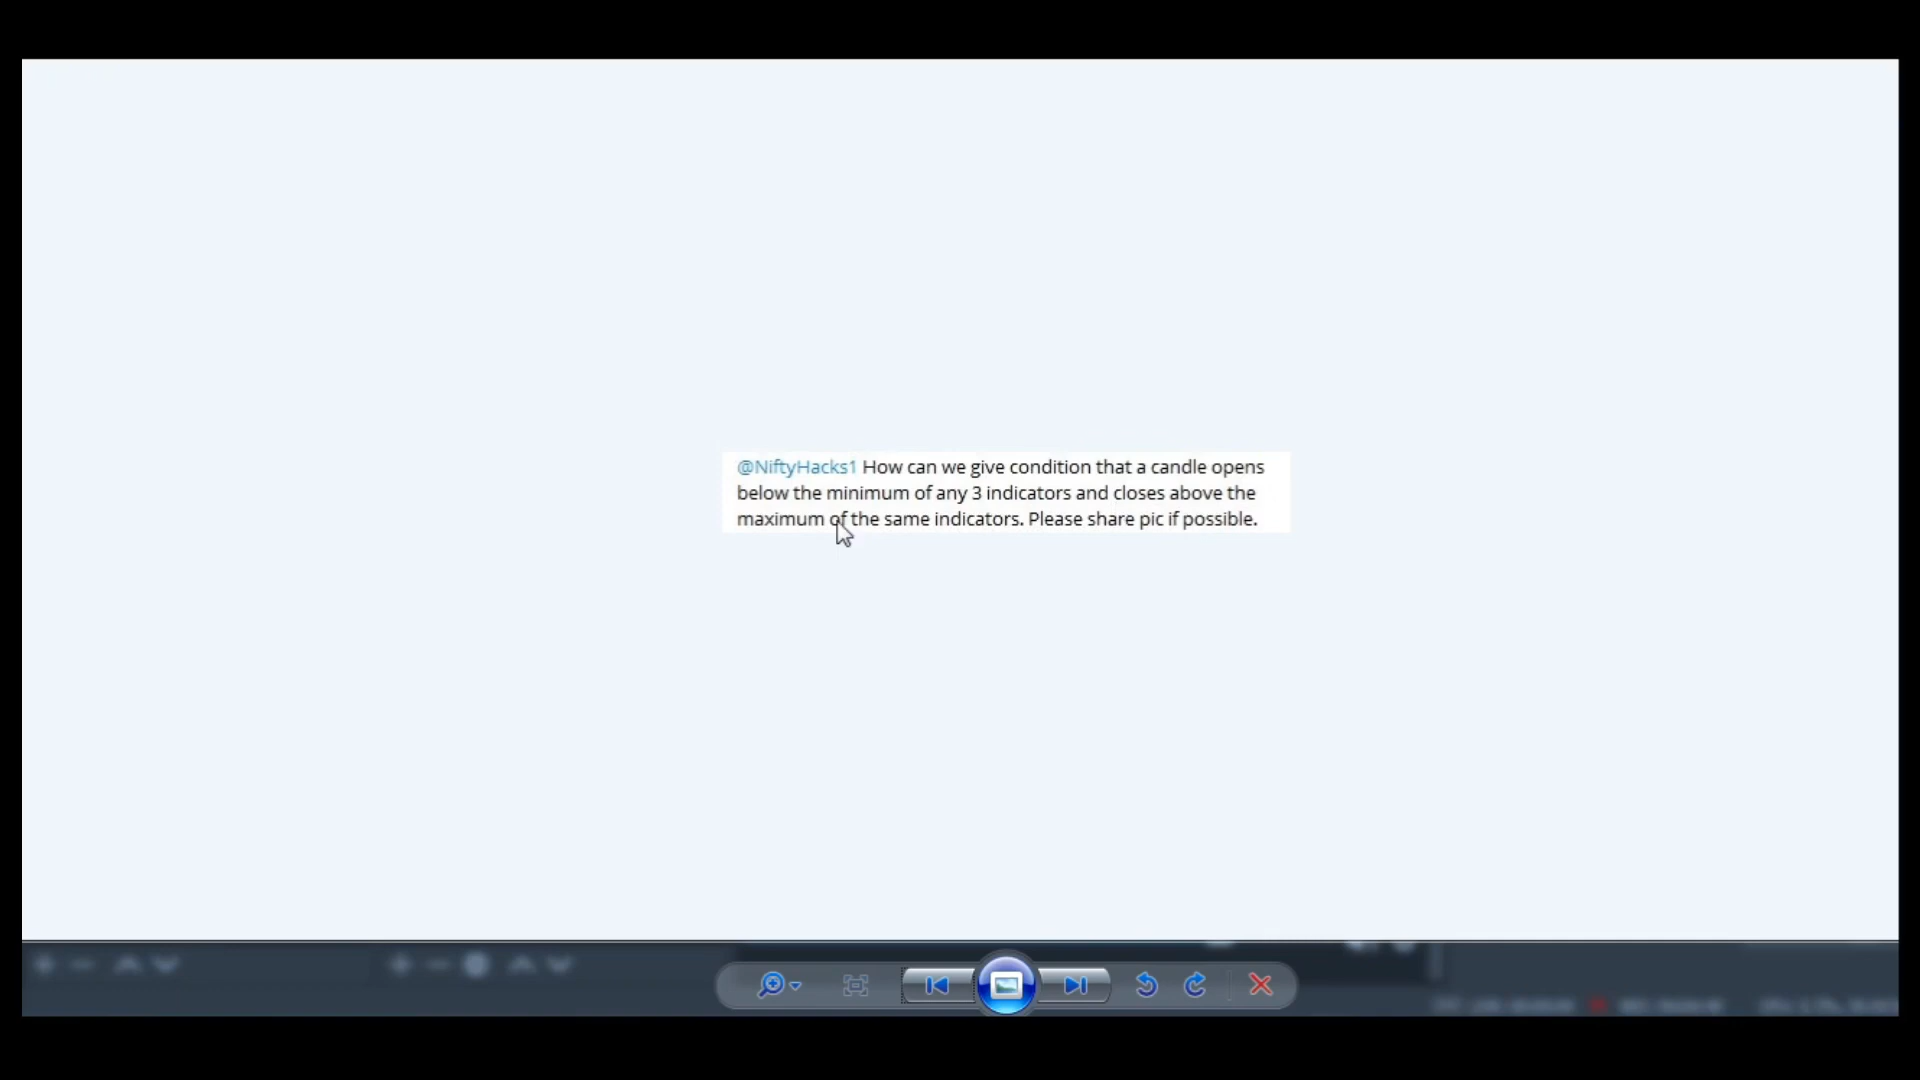 @NiftyHacks1 How can we give condition that a candle opens
below the minimum of any 3 indicators and closes above the
maximum of the same indicators. Please share pic if possible.